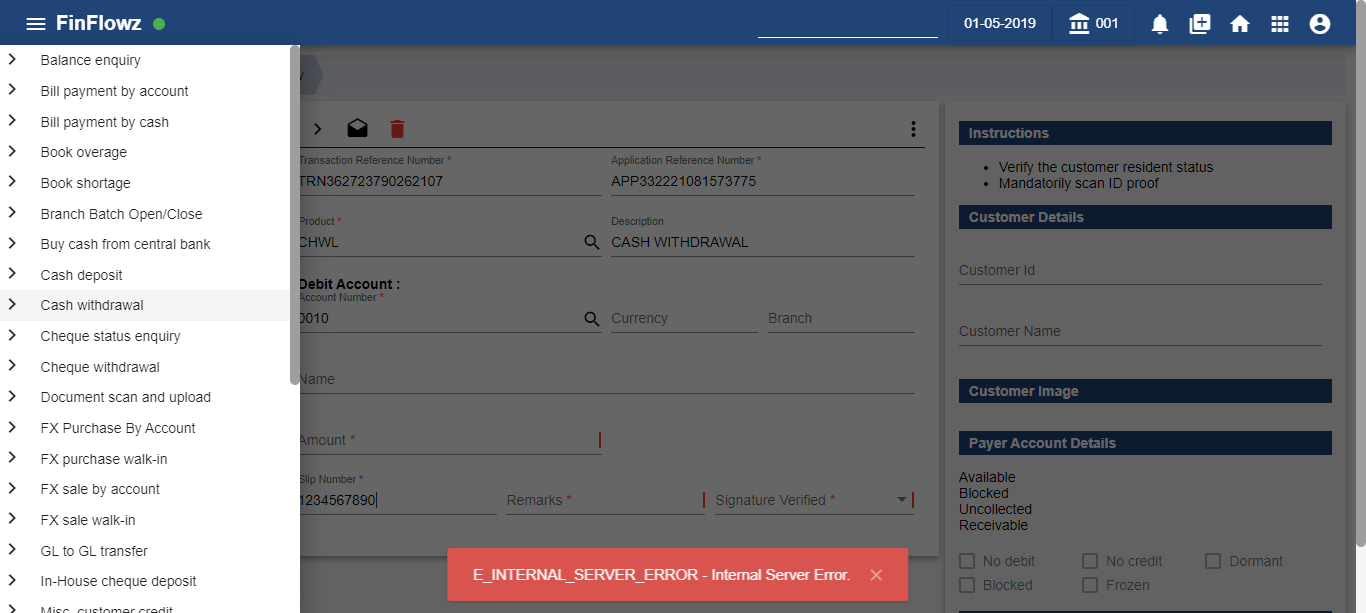 FinFlowz
01-05-2019
001
Balance enquiry
Bill payment by account
Bill payment by cash
Book overage
Book shortage
Branch Batch Open/Close
Buy cash from central bank
Cash deposit
Cash withdrawal
Cheque status enquiry
Cheque withdrawal
Document scan and upload
FX Purchase By Account
FX purchase walk-in
FX sale by account
FX sale walk-in
GL to GL transfer
In-House cheque deposit
Misc. customer credit
Transaction Reference Number *
Application Reference Number *
TRN362723790262107
APP332221081573775
Product *
Description
CHWL
CASH WITHDRAWAL
Debit Account :
Account Number *
0010
Currency
Branch
Name
Amount *
Slip Number *
1234567890
Remarks *
Signature Verified *
Instructions
Verify the customer resident status
Mandatorily scan ID proof
Customer Details
Customer Id
Customer Name
Customer Image
Payer Account Details
Available
Blocked
Uncollected
Receivable
No debit
No credit
Dormant
Blocked
Frozen
E_INTERNAL_SERVER_ERROR - Internal Server Error.